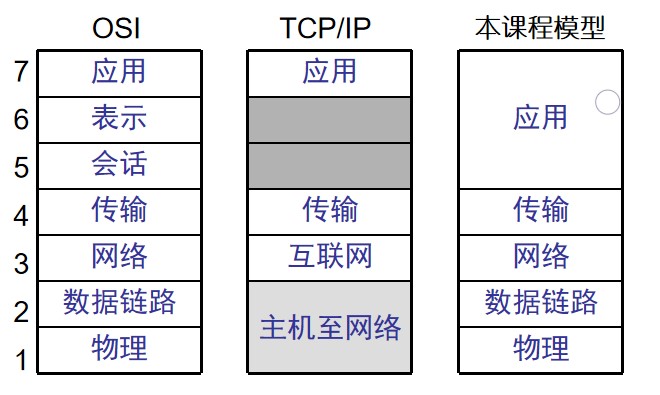 OSI TCP/IP 本课程模型
7 应用 应用 应用
6 表示
5 会话
4 传输 传输 传输
3 网络 互联网 网络
2 数据链路 主机至网络 数据链路
1 物理 物理